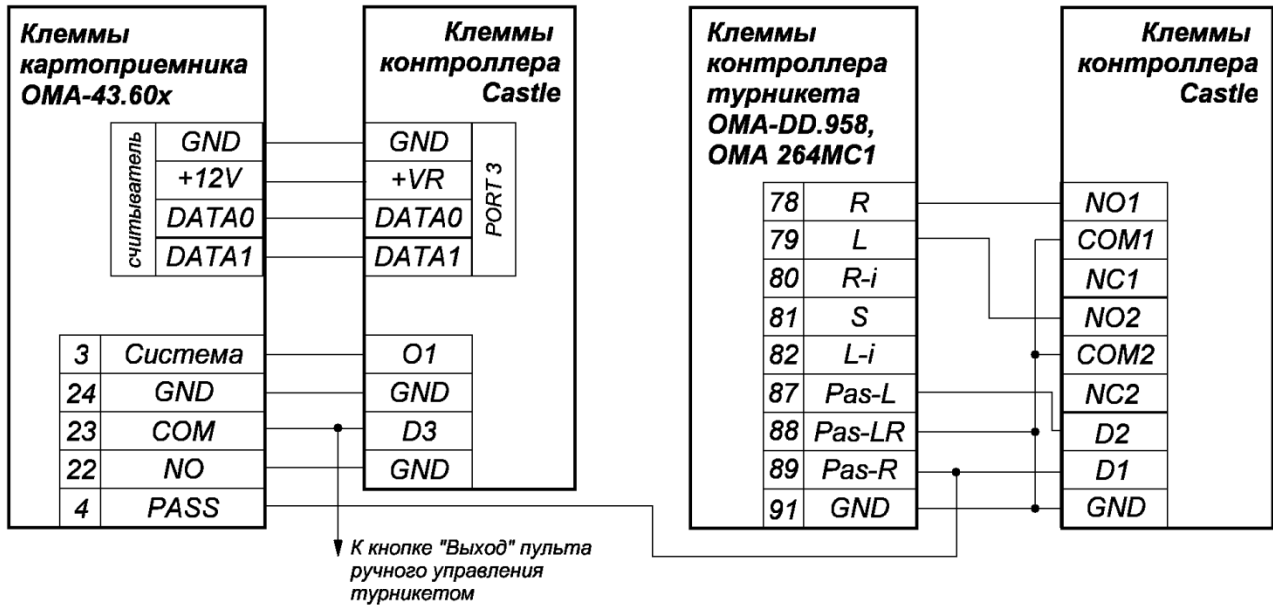 Клеммы
картоприемника
ОМА-43.60x
Клеммы
контроллера
Castle
считыватель
GND
+12V
DATA0
DATA1
GND
+VR
DATA0
DATA1
PORT 3
3 Система
24 GND
23 COM
22 NO
4 PASS
O1
GND
D3
GND
К кнопке "Выход" пульта
ручного управления
турникетом
Клеммы
контроллера
турникета
ОМА-DD.958,
ОМА 264МС1
Клеммы
контроллера
Castle
78 R
79 L
80 R-i
81 S
82 L-i
87 Pas-L
88 Pas-LR
89 Pas-R
91 GND
NO1
COM1
NC1
NO2
COM2
NC2
D2
D1
GND